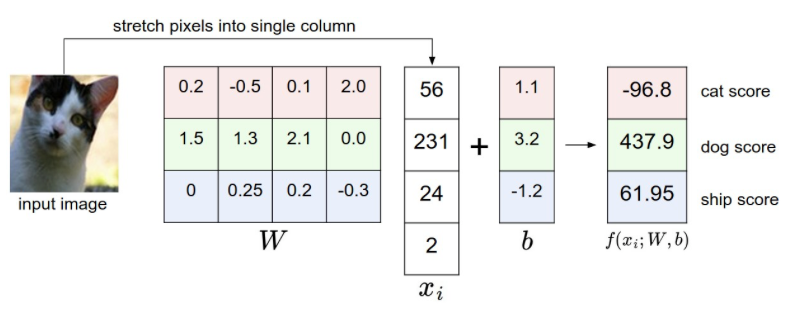 stretch pixels into single column
0.2 -0.5 0.1 2.0
1.5 1.3 2.1 0.0
0 0.25 0.2 -0.3
W
56
231
24
2
xᵢ
+
1.1
3.2
-1.2
b
-96.8 cat score
437.9 dog score
61.95 ship score
f(xᵢ; W, b)
input image